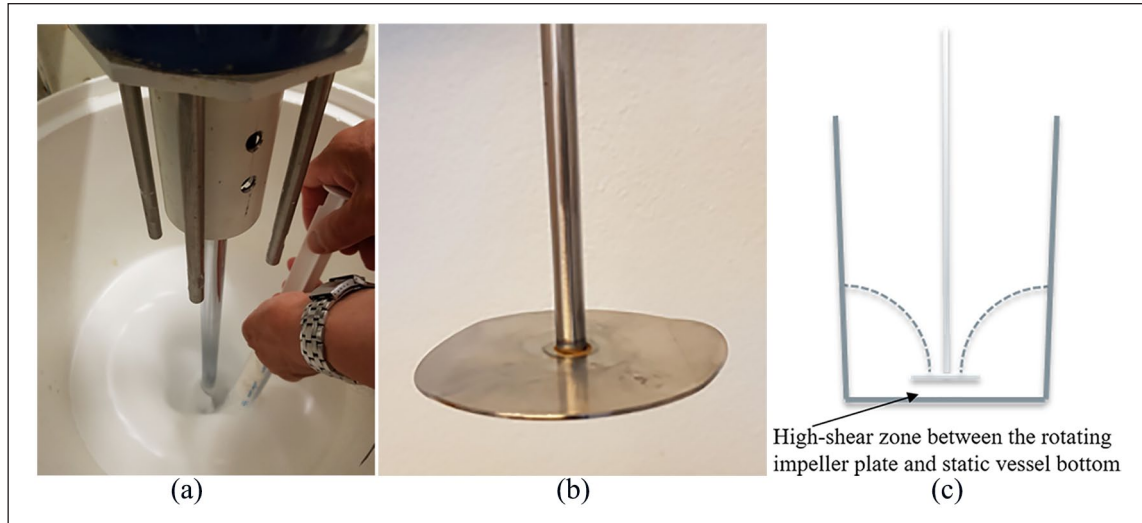 High-shear zone between the rotating
impeller plate and static vessel bottom
(a)
(b)
(c)